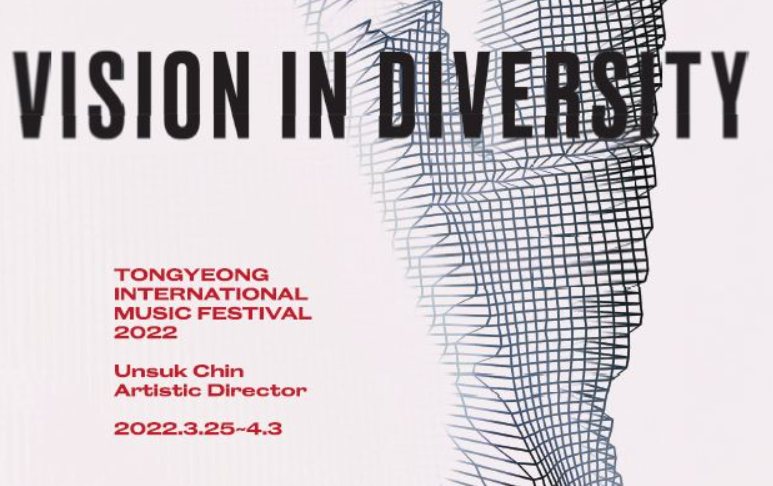 VISION IN DIVERSITY
TONGYEONG
INTERNATIONAL
MUSIC FESTIVAL
2022
Unsuk Chin
Artistic Director
2022.3.25~4.3